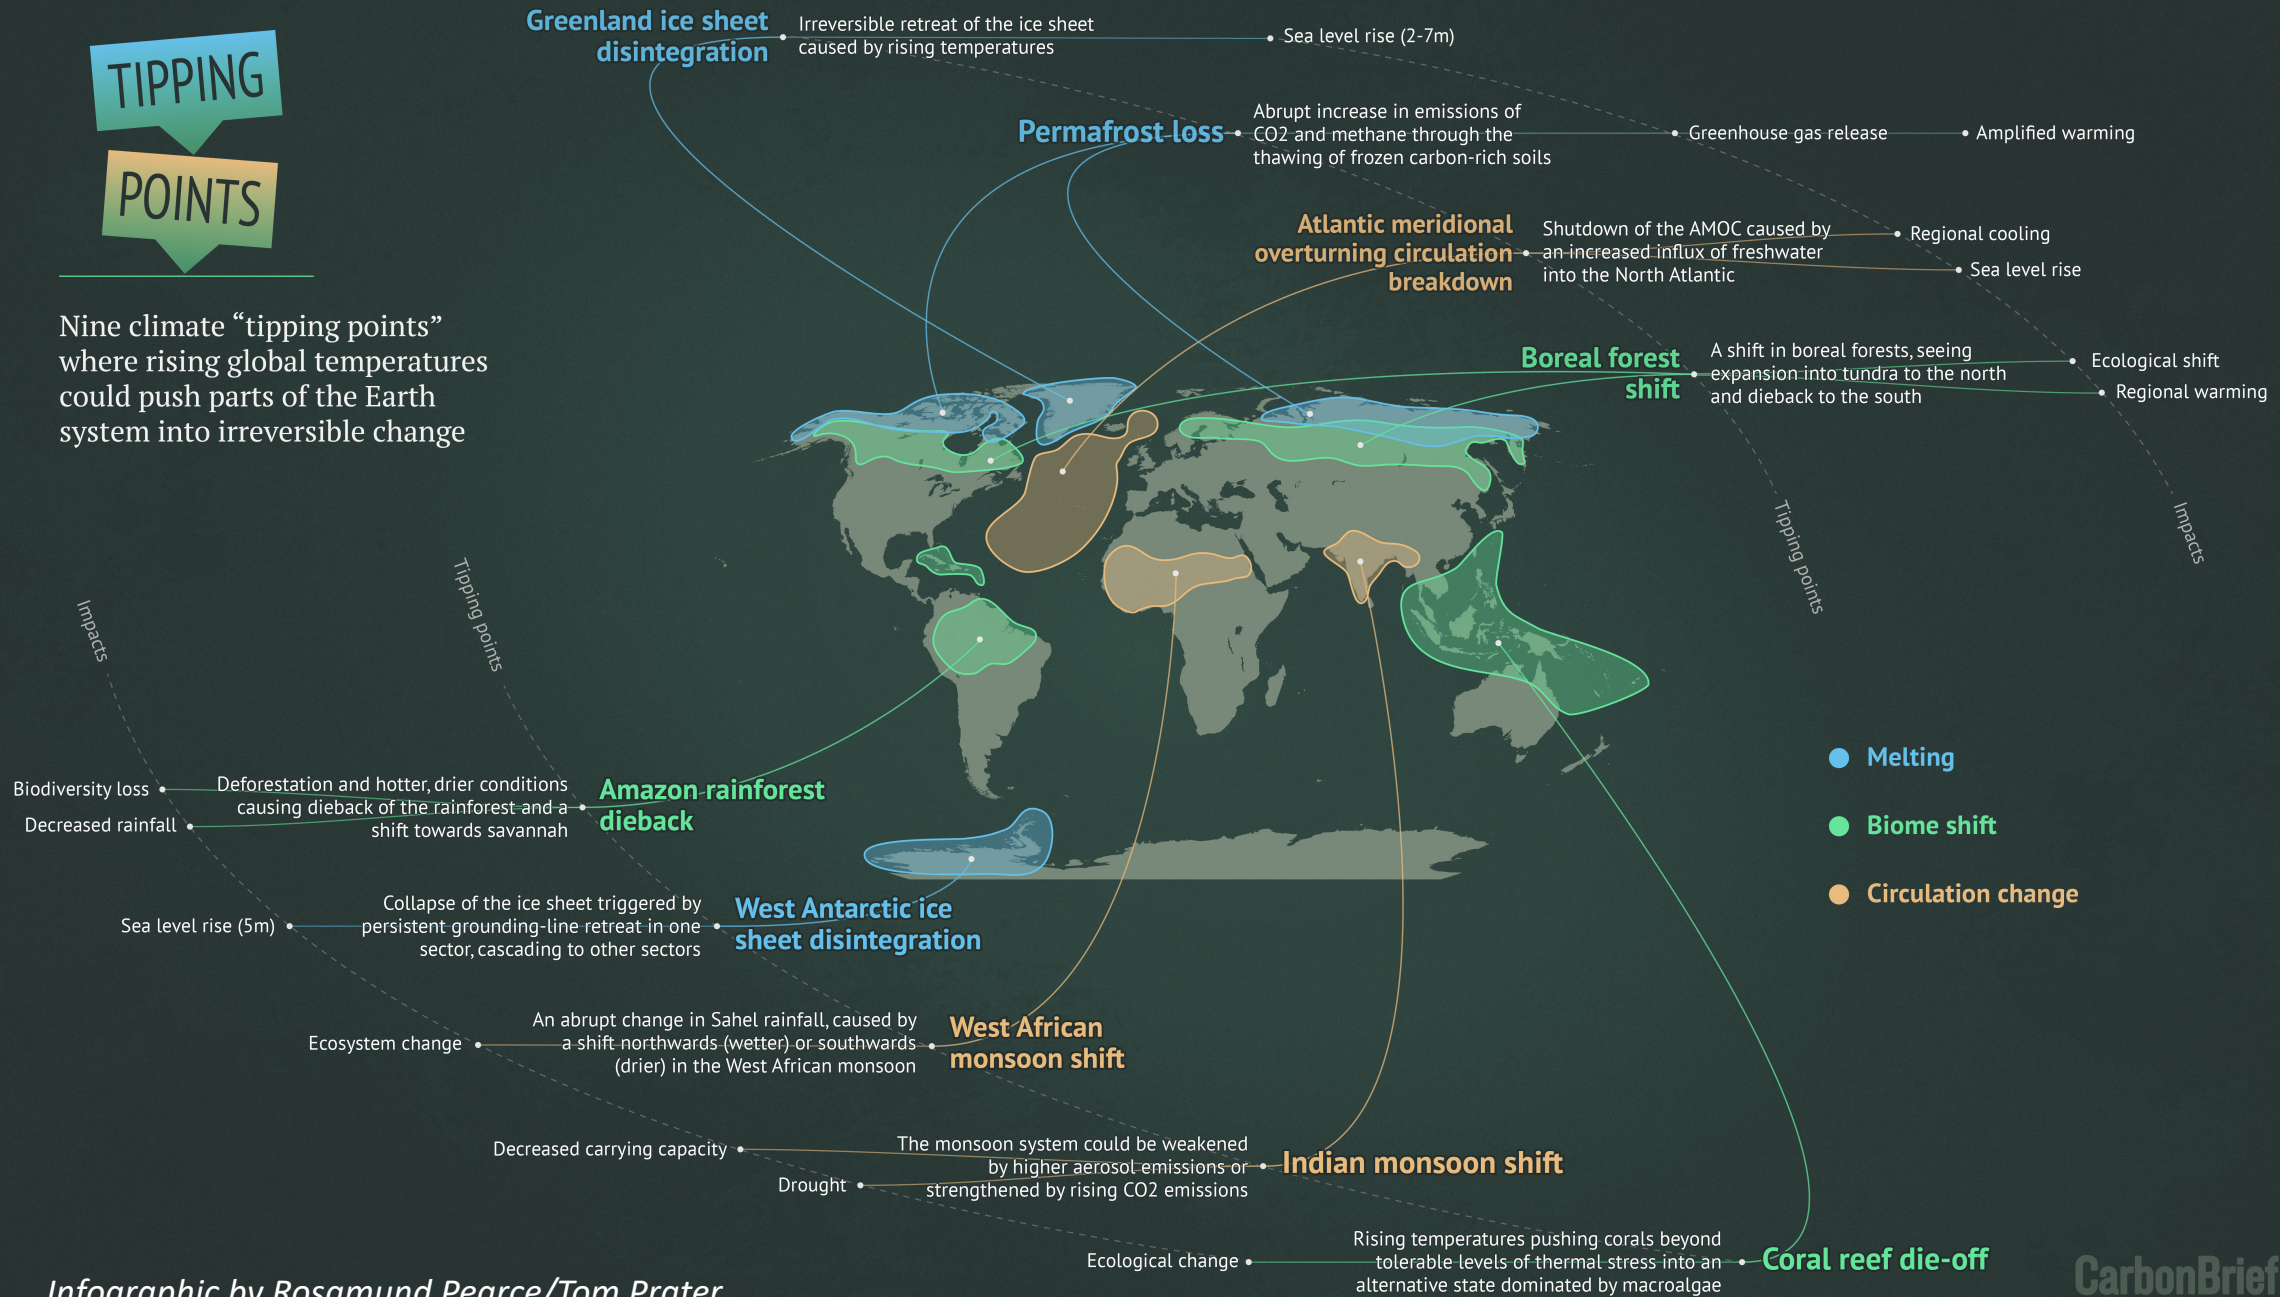 TIPPING
POINTS
Nine climate “tipping points”
where rising global temperatures
could push parts of the Earth
system into irreversible change
Greenland ice sheet
disintegration
Irreversible retreat of the ice sheet
caused by rising temperatures
Sea level rise (2-7m)
Permafrost loss
Abrupt increase in emissions of
CO2 and methane through the
thawing of frozen carbon-rich soils
Greenhouse gas release
Amplified warming
Atlantic meridional
overturning circulation
breakdown
Shutdown of the AMOC caused by
an increased influx of freshwater
into the North Atlantic
Regional cooling
Sea level rise
Boreal forest
shift
A shift in boreal forests, seeing
expansion into tundra to the north
and dieback to the south
Ecological shift
Regional warming
Tipping points
Impacts
Impacts
Tipping points
Biodiversity loss
Decreased rainfall
Deforestation and hotter, drier conditions
causing dieback of the rainforest and a
shift towards savannah
Amazon rainforest
dieback
Sea level rise (5m)
Collapse of the ice sheet triggered by
persistent grounding-line retreat in one
sector, cascading to other sectors
West Antarctic ice
sheet disintegration
Ecosystem change
An abrupt change in Sahel rainfall, caused by
a shift northwards (wetter) or southwards
(drier) in the West African monsoon
West African
monsoon shift
Decreased carrying capacity
Drought
The monsoon system could be weakened
by higher aerosol emissions or
strengthened by rising CO2 emissions
Indian monsoon shift
Ecological change
Rising temperatures pushing corals beyond
tolerable levels of thermal stress into an
alternative state dominated by macroalgae
Coral reef die-off
Melting
Biome shift
Circulation change
Infographic by Rosamund Pearce/Tom Prater
CarbonBrief